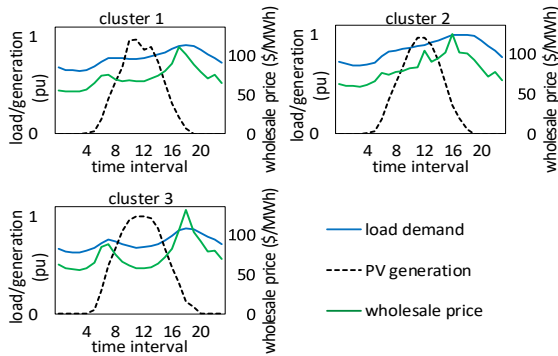 cluster 1
load/generation
(pu)
1
0
100
50
0
wholesale price ($/MWh)
4 8 12 16 20
time interval
cluster 2
load/generation
(pu)
1
0
100
50
0
wholesale price ($/MWh)
4 8 12 16 20
time interval
cluster 3
load/generation
(pu)
1
0
100
50
0
wholesale price ($/MWh)
4 8 12 16 20
time interval
load demand
PV generation
wholesale price